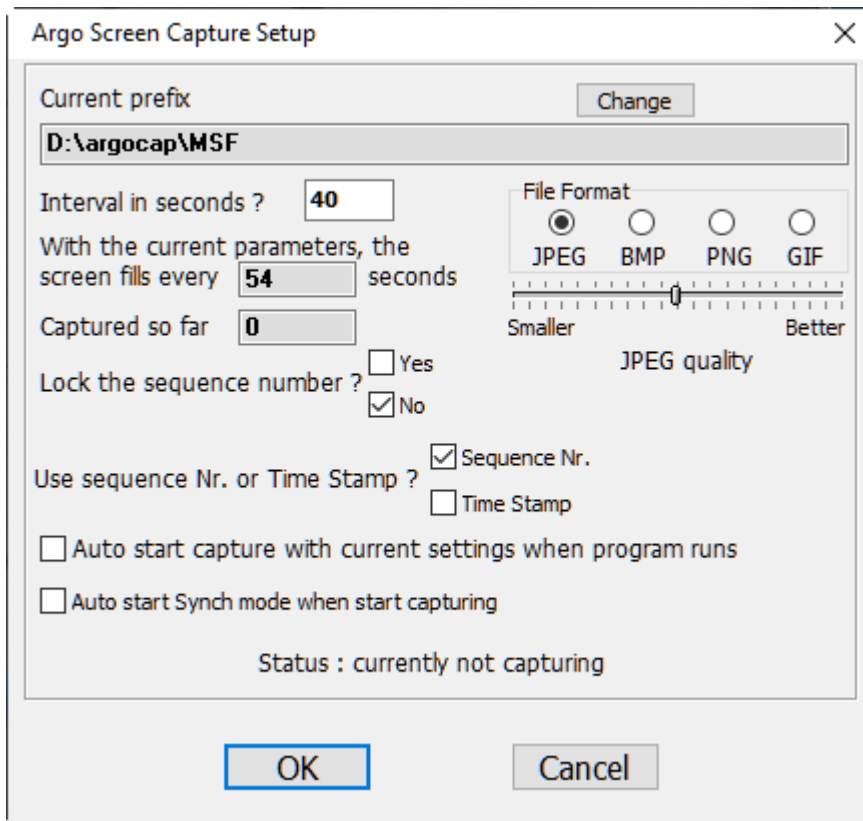 Argo Screen Capture Setup
Current prefix
Change
D:\argocap\MSF
Interval in seconds ? 40
File Format
JPEG BMP PNG GIF
With the current parameters, the
screen fills every 54 seconds
Smaller Better
JPEG quality
Captured so far 0
Lock the sequence number ?
Yes
No
Use sequence Nr. or Time Stamp ?
Sequence Nr.
Time Stamp
Auto start capture with current settings when program runs
Auto start Synch mode when start capturing
Status : currently not capturing
OK Cancel